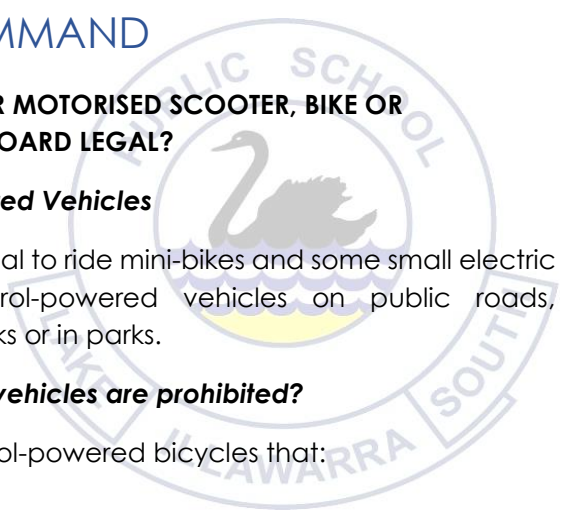 MMAND
R MOTORISED SCOOTER, BIKE OR
OARD LEGAL?
ed Vehicles
al to ride mini-bikes and some small electric
rol-powered vehicles on public roads,
ks or in parks.
vehicles are prohibited?
ol-powered bicycles that:
PUBLIC SCHOOL
LAKE ILLAWARRA SOUTH